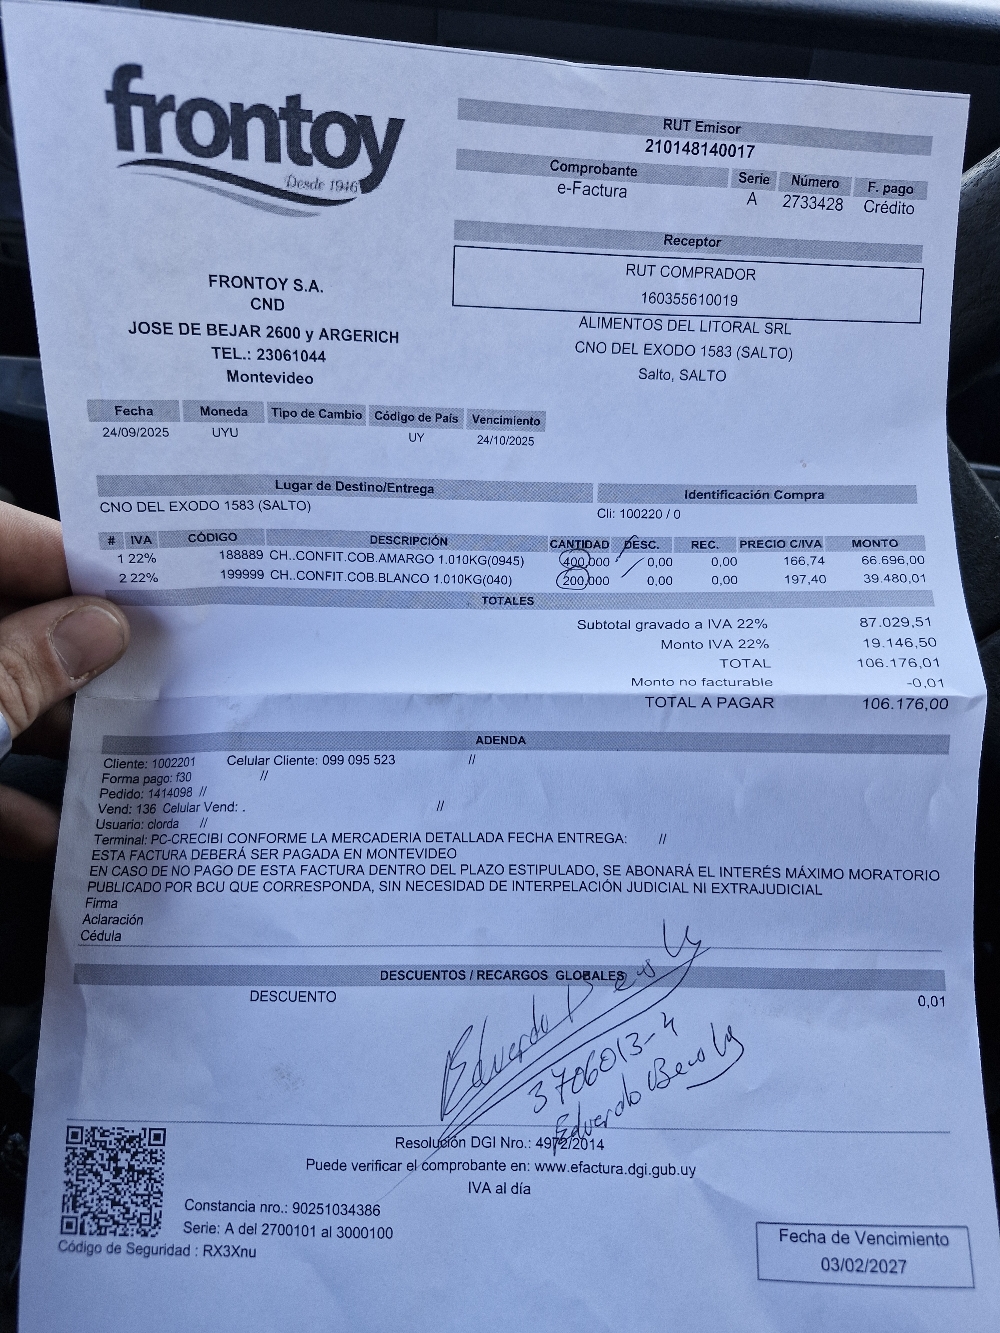 frontoy
Desde 1946
RUT Emisor
210148140017
Comprobante Serie Número F. pago
e-Factura A 2733428 Crédito
Receptor
RUT COMPRADOR
160355610019
ALIMENTOS DEL LITORAL SRL
CNO DEL EXODO 1583 (SALTO)
Salto, SALTO
FRONTOY S.A.
CND
JOSE DE BEJAR 2600 y ARGERICH
TEL.: 23061044
Montevideo
Fecha Moneda Tipo de Cambio Código de País Vencimiento
24/09/2025 UYU UY 24/10/2025
Lugar de Destino/Entrega Identificación Compra
CNO DEL EXODO 1583 (SALTO) Cli: 100220 / 0
# IVA CÓDIGO DESCRIPCIÓN CANTIDAD DESC. REC. PRECIO C/IVA MONTO
1 22% 188889 CH..CONFIT.COB.AMARGO 1.010KG(0945) 400,000 0,00 0,00 166,74 66.696,00
2 22% 199999 CH..CONFIT.COB.BLANCO 1.010KG(040) 200,000 0,00 0,00 197,40 39.480,01
TOTALES
Subtotal gravado a IVA 22% 87.029,51
Monto IVA 22% 19.146,50
TOTAL 106.176,01
Monto no facturable -0,01
TOTAL A PAGAR 106.176,00
ADENDA
Cliente: 1002201 Celular Cliente: 099 095 523 //
Forma pago: f30 //
Pedido: 1414098 //
Vend: 136 Celular Vend: . //
Usuario: clorda //
Terminal: PC-CRECIBI CONFORME LA MERCADERIA DETALLADA FECHA ENTREGA: //
ESTA FACTURA DEBERÁ SER PAGADA EN MONTEVIDEO
EN CASO DE NO PAGO DE ESTA FACTURA DENTRO DEL PLAZO ESTIPULADO, SE ABONARÁ EL INTERÉS MÁXIMO MORATORIO
PUBLICADO POR BCU QUE CORRESPONDA, SIN NECESIDAD DE INTERPELACIÓN JUDICIAL NI EXTRAJUDICIAL
Firma
Aclaración
Cédula
DESCUENTOS / RECARGOS GLOBALES
DESCUENTO 0,01
Eduardo
3706013-4
Eduardo
Resolución DGI Nro.: 4972/2014
Puede verificar el comprobante en: www.efactura.dgi.gub.uy
IVA al día
Constancia nro.: 90251034386
Serie: A del 2700101 al 3000100
Código de Seguridad : RX3Xnu
Fecha de Vencimiento
03/02/2027